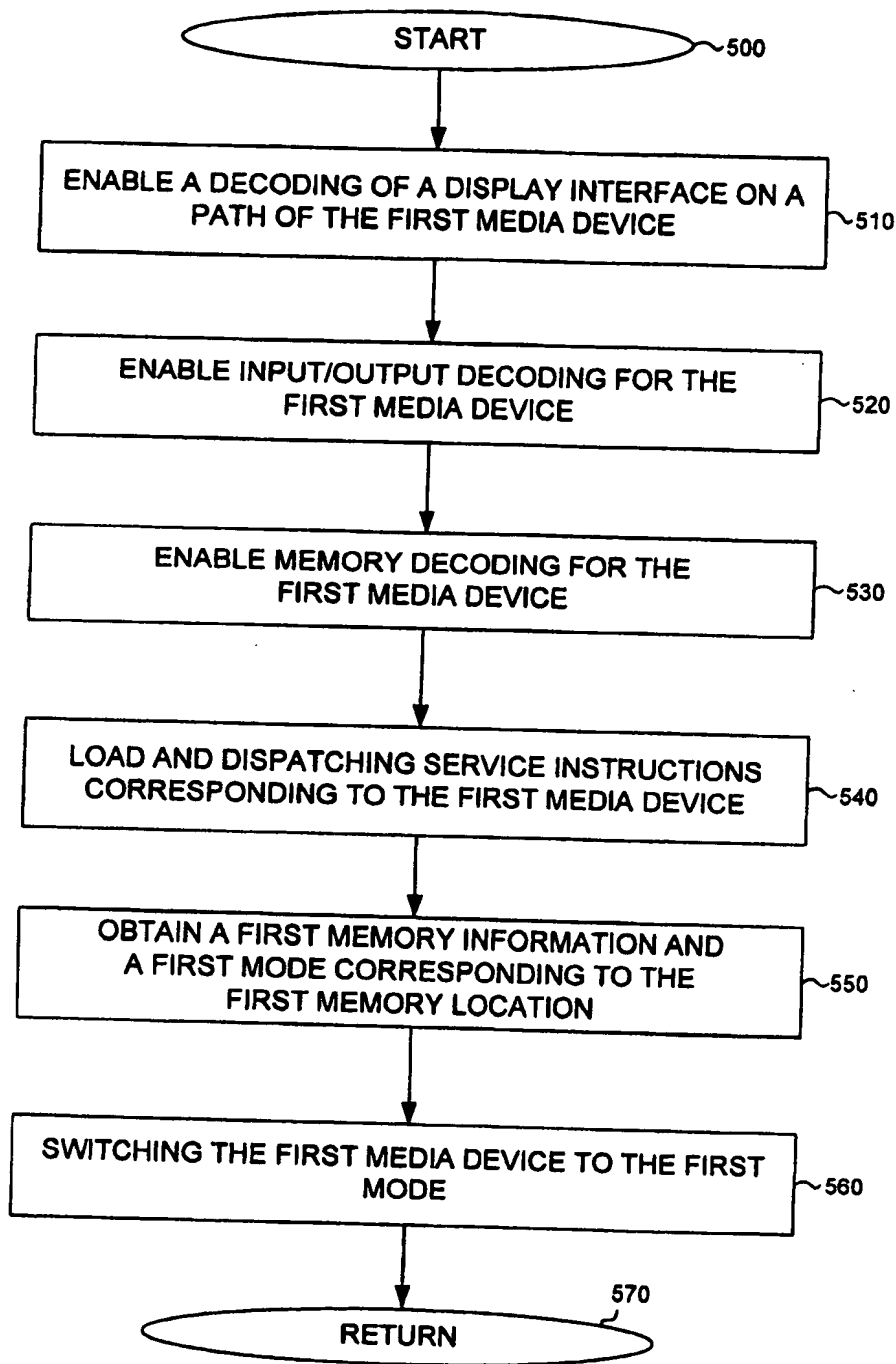 START
500
ENABLE A DECODING OF A DISPLAY INTERFACE ON A
PATH OF THE FIRST MEDIA DEVICE
510
ENABLE INPUT/OUTPUT DECODING FOR THE
FIRST MEDIA DEVICE
520
ENABLE MEMORY DECODING FOR THE
FIRST MEDIA DEVICE
530
LOAD AND DISPATCHING SERVICE INSTRUCTIONS
CORRESPONDING TO THE FIRST MEDIA DEVICE
540
OBTAIN A FIRST MEMORY INFORMATION AND
A FIRST MODE CORRESPONDING TO THE
FIRST MEMORY LOCATION
550
SWITCHING THE FIRST MEDIA DEVICE TO THE FIRST
MODE
560
570
RETURN